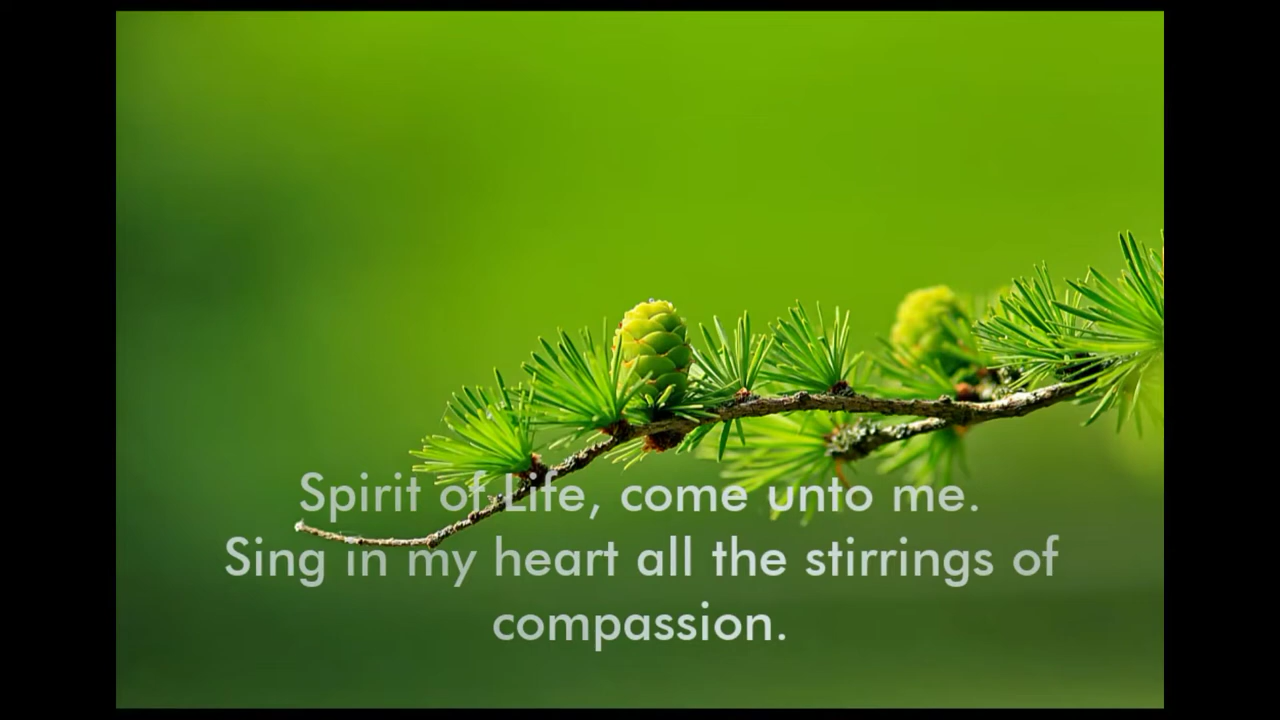 Spirit of Life, come unto me.
Sing in my heart all the stirrings of
compassion.